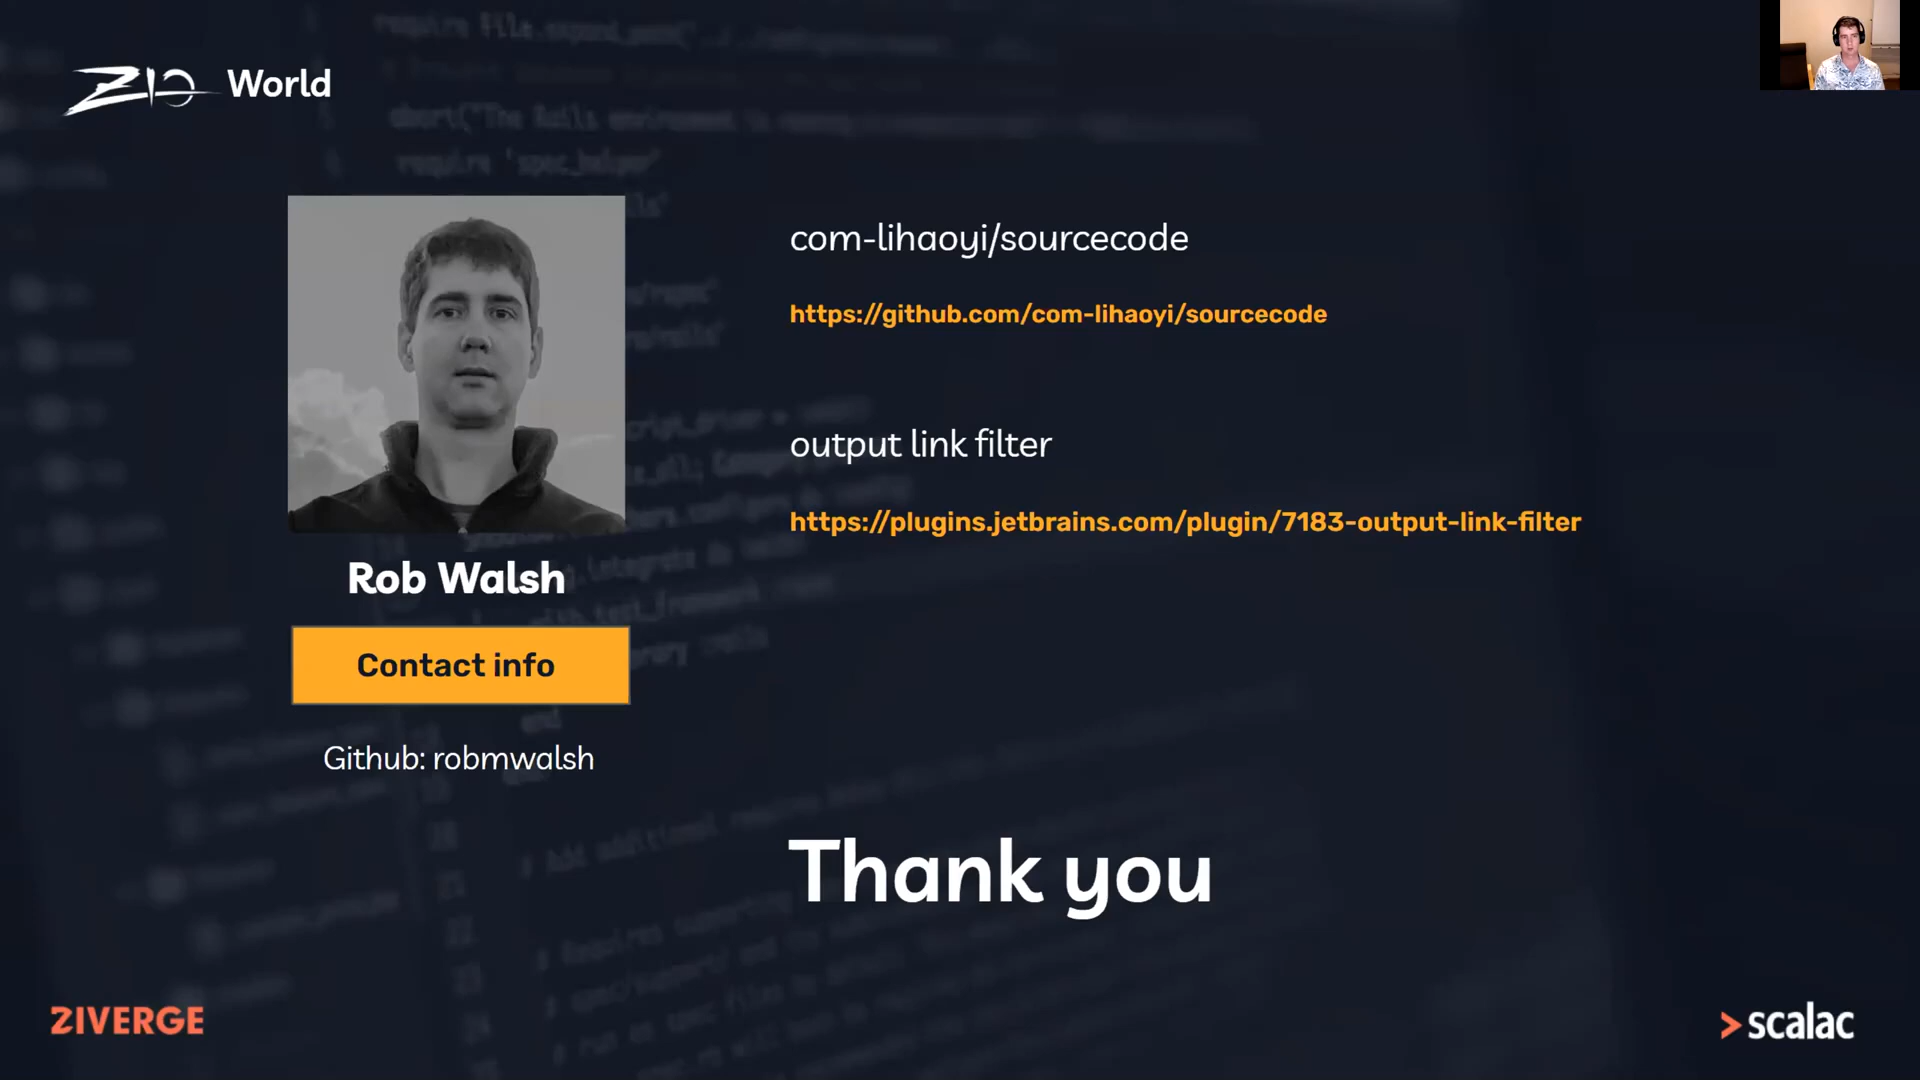 ZIO World
com-lihaoyi/sourcecode
https://github.com/com-lihaoyi/sourcecode
output link filter
https://plugins.jetbrains.com/plugin/7183-output-link-filter
Rob Walsh
Contact info
Github: robmwalsh
Thank you
ZIVERGE
scalac